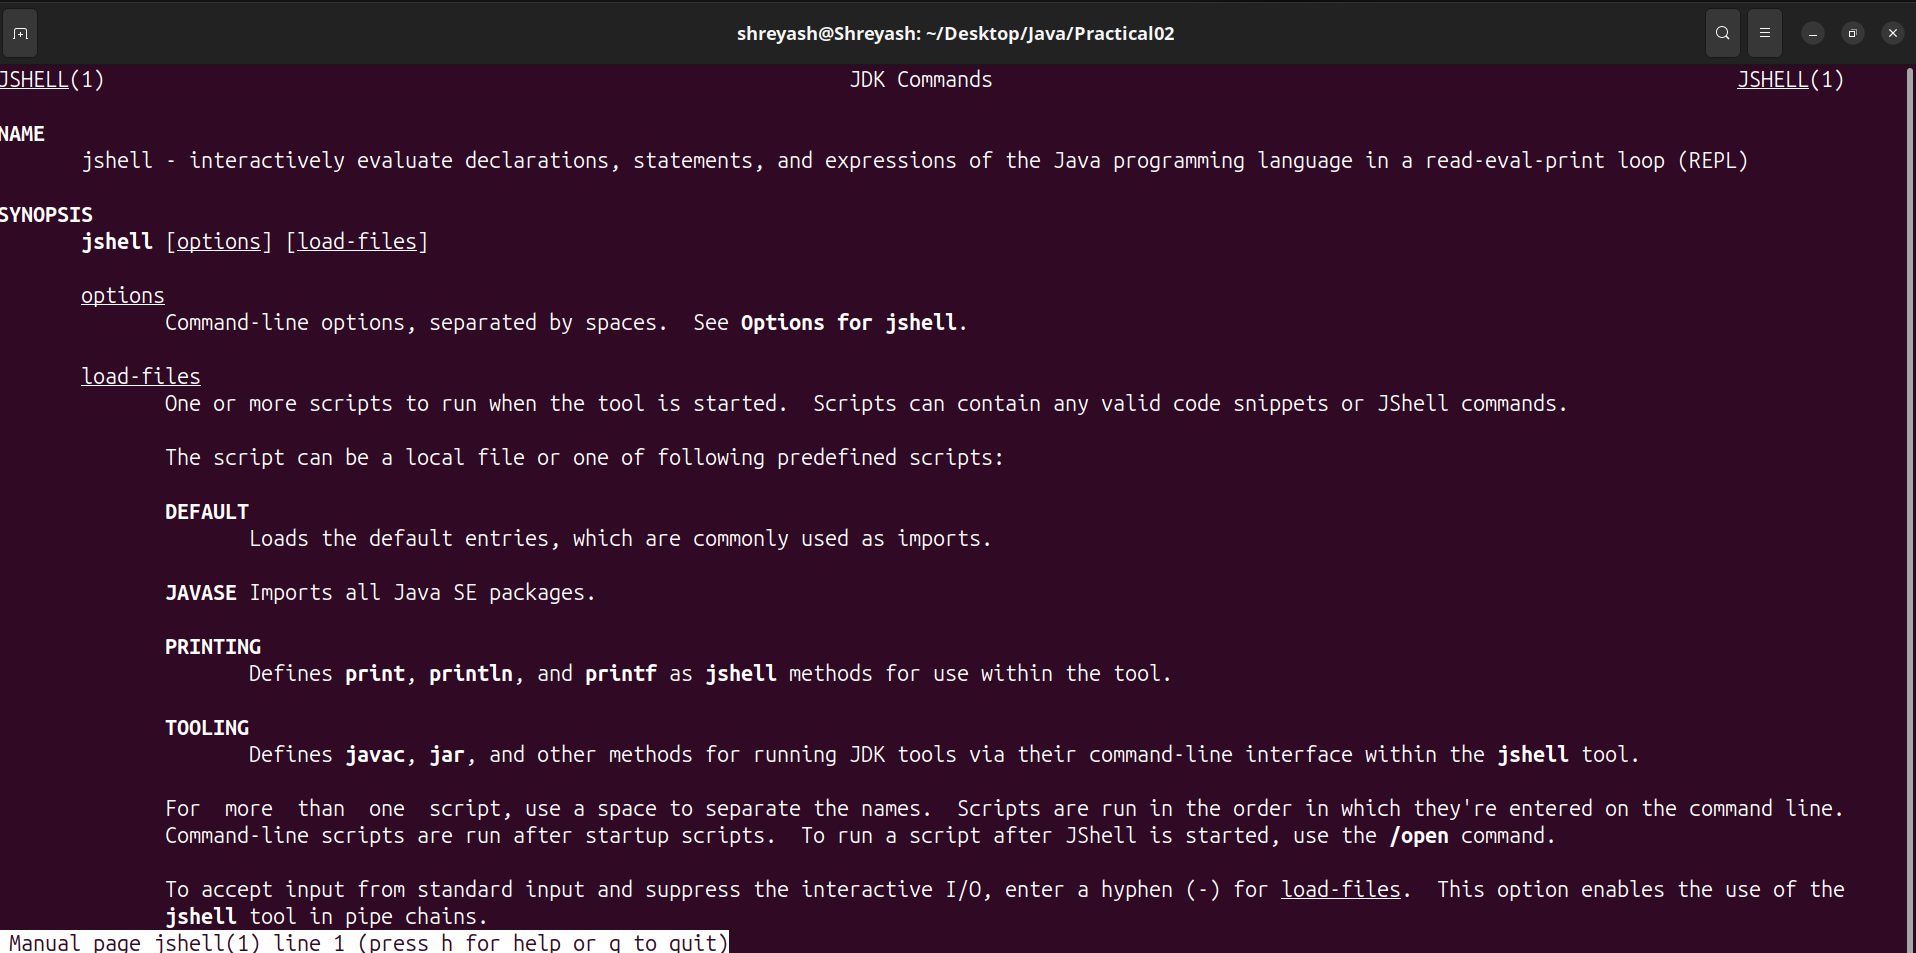 shreyash@Shreyash: ~/Desktop/Java/Practical02
JSHELL(1) JDK Commands JSHELL(1)
NAME
jshell - interactively evaluate declarations, statements, and expressions of the Java programming language in a read-eval-print loop (REPL)
SYNOPSIS
jshell [options] [load-files]
options
Command-line options, separated by spaces.  See Options for jshell.
load-files
One or more scripts to run when the tool is started.  Scripts can contain any valid code snippets or JShell commands.
The script can be a local file or one of following predefined scripts:
DEFAULT
Loads the default entries, which are commonly used as imports.
JAVASE Imports all Java SE packages.
PRINTING
Defines print, println, and printf as jshell methods for use within the tool.
TOOLING
Defines javac, jar, and other methods for running JDK tools via their command-line interface within the jshell tool.
For  more  than  one  script, use a space to separate the names.  Scripts are run in the order in which they're entered on the command line.
Command-line scripts are run after startup scripts.  To run a script after JShell is started, use the /open command.
To accept input from standard input and suppress the interactive I/O, enter a hyphen (-) for load-files.  This option enables the use of the
jshell tool in pipe chains.
Manual page jshell(1) line 1 (press h for help or q to quit)